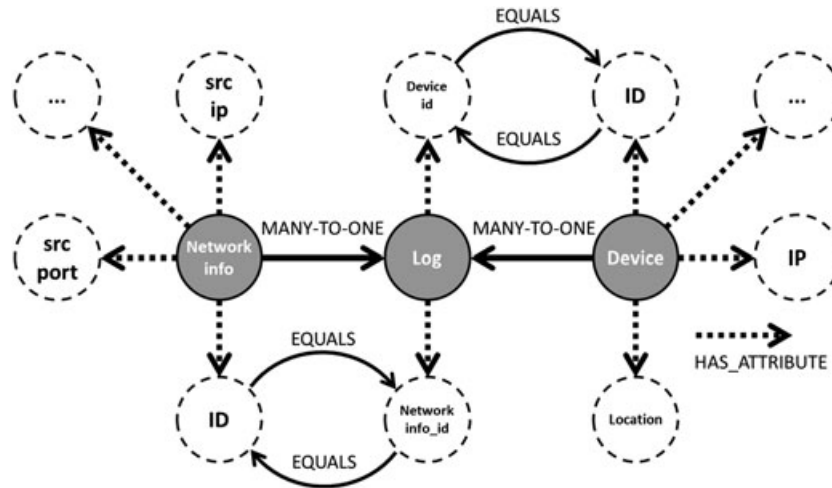 EQUALS
...
src
ip
Device
id
ID
...
EQUALS
src
port
Network
info
MANY-TO-ONE
Log
MANY-TO-ONE
Device
IP
EQUALS
HAS_ATTRIBUTE
ID
Network
info_id
Location
EQUALS